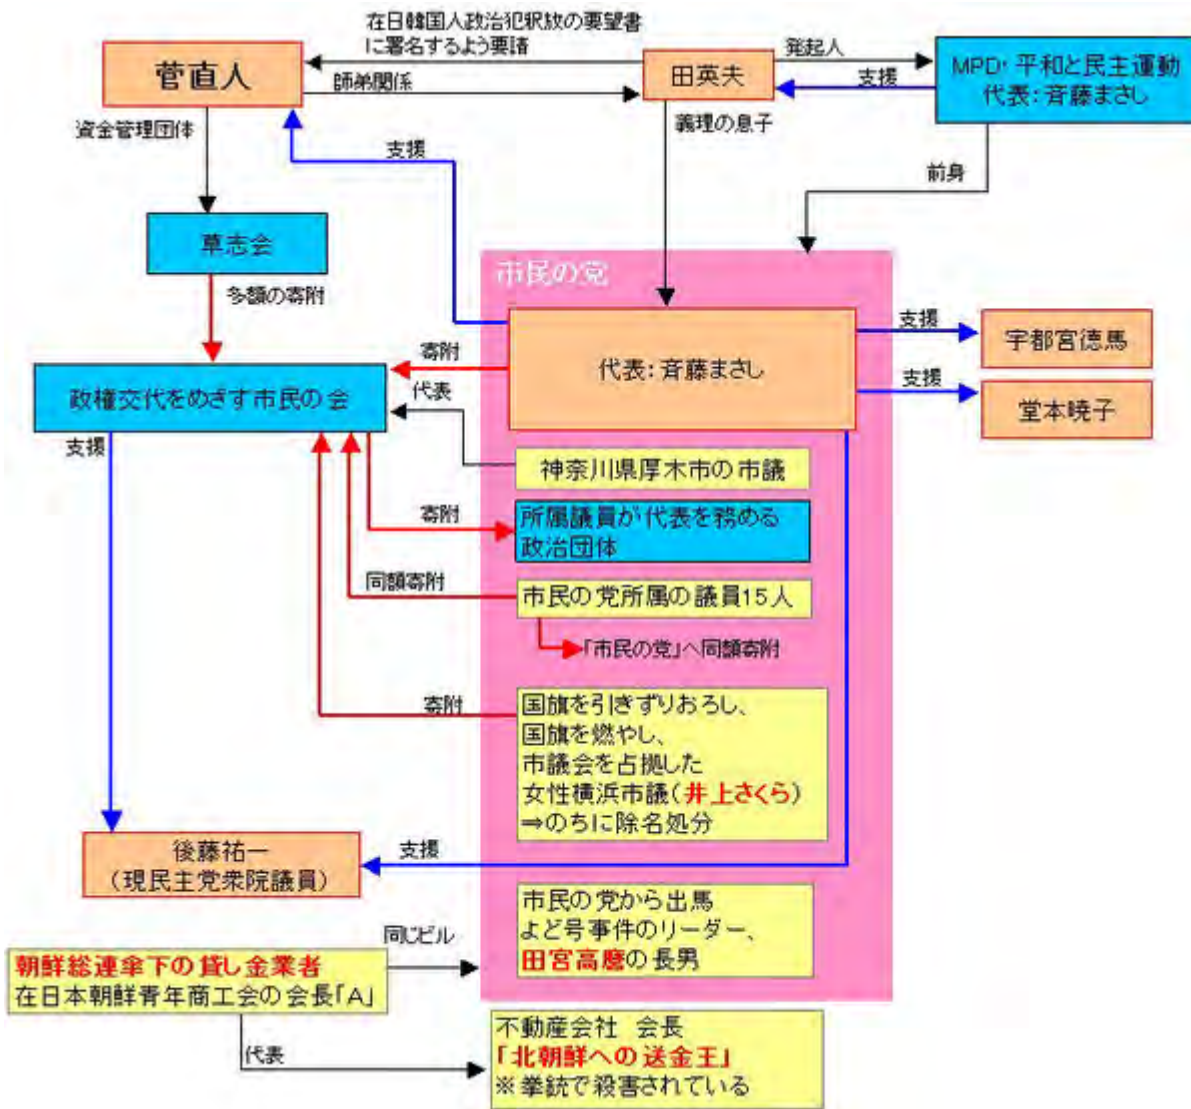 在日韓国人政治犯釈放の要望書
に署名するよう要請
菅直人
師弟関係
田英夫
発起人
支援
MPD・平和と民主運動
代表：斉藤まさし
資金管理団体
支援
義理の息子
前身
草志会
多額の寄附
市民の党
代表：斉藤まさし
支援
宇都宮徳馬
支援
堂本暁子
寄附
代表
政権交代をめざす市民の会
支援
神奈川県厚木市の市議
寄附
所属議員が代表を務める
政治団体
同額寄附
市民の党所属の議員15人
「市民の党」へ同額寄附
寄附
国旗を引きずりおろし、
国旗を燃やし、
市議会を占拠した
女性横浜市議（井上さくら）
⇒のちに除名処分
後藤祐一
（現民主党衆院議員）
支援
市民の党から出馬
よど号事件のリーダー、
田宮高麿の長男
同じビル
朝鮮総連傘下の貸し金業者
在日本朝鮮青年商工会の会長「A」
代表
不動産会社　会長
「北朝鮮への送金王」
※拳銃で殺害されている